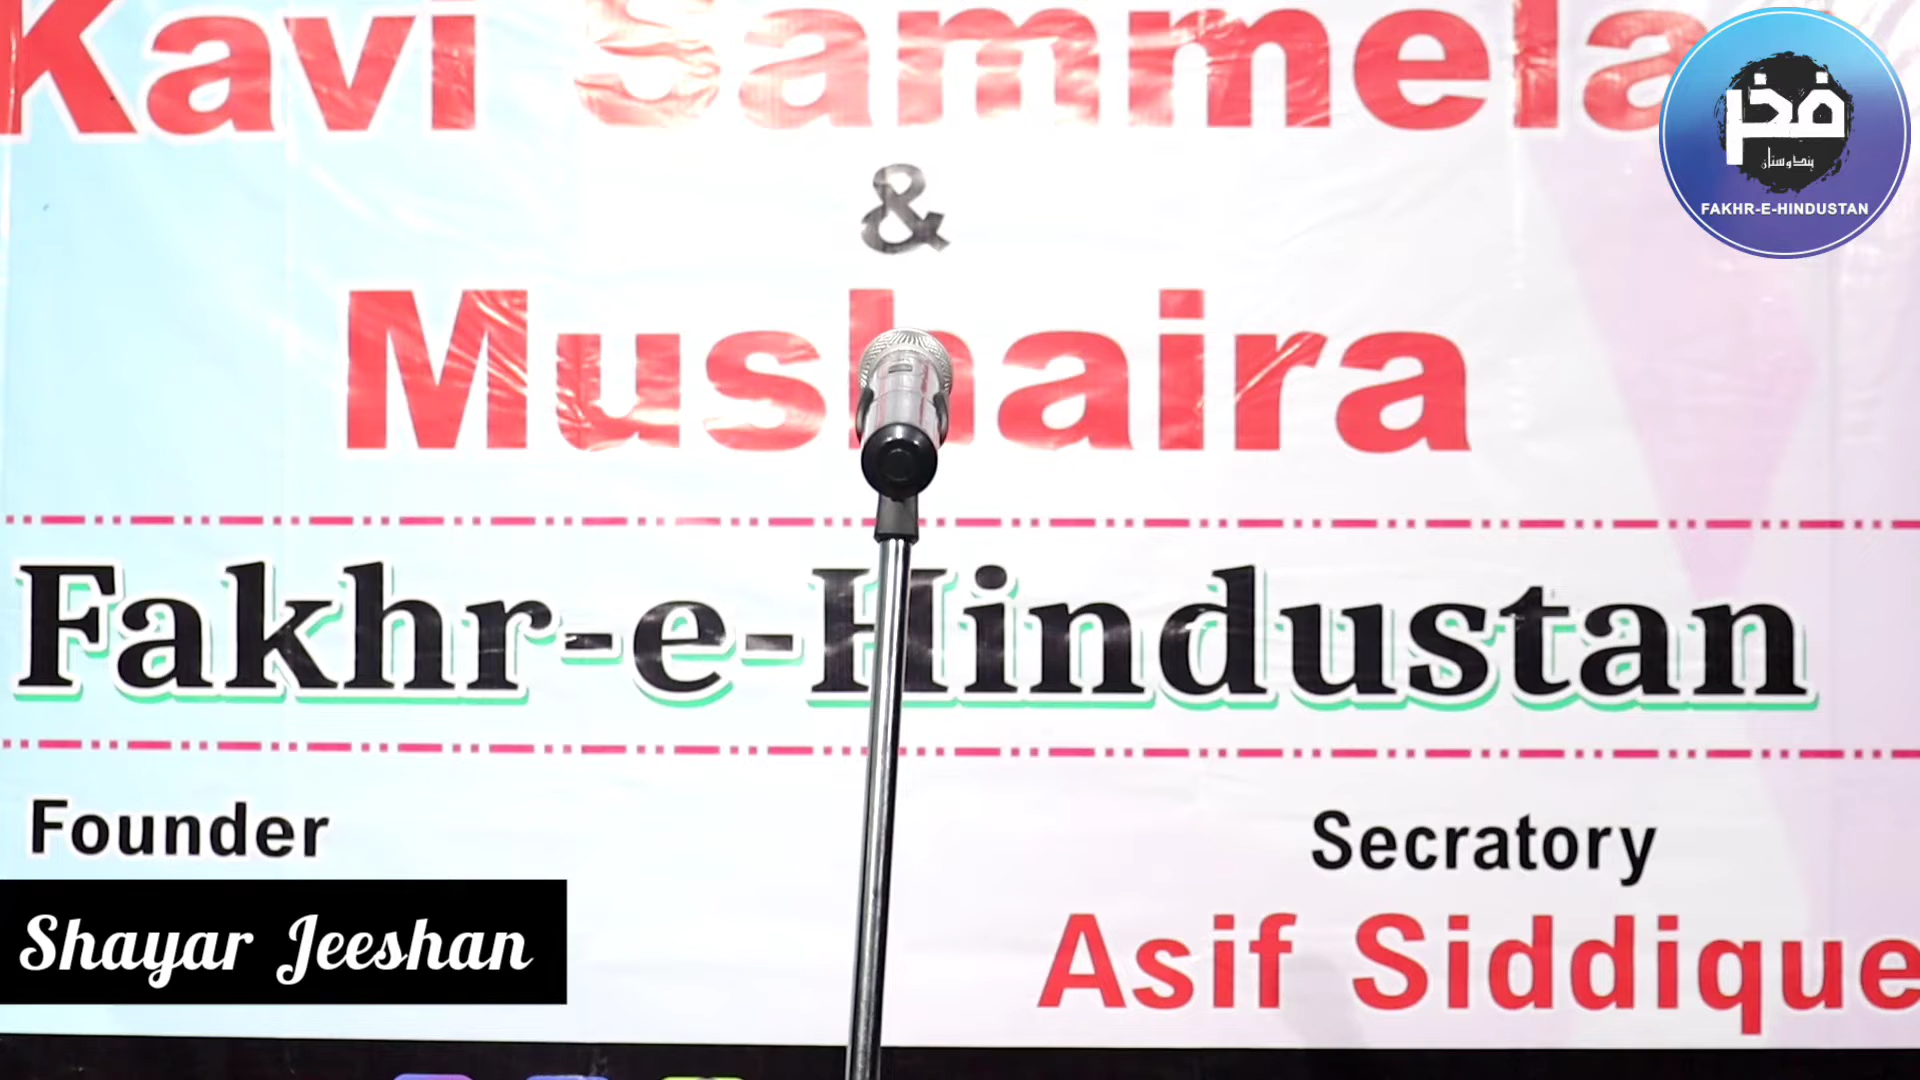 Kavi Sammela
&
Mushaira
Fakhr-e-Hindustan
Founder
Secratory
Shayar Jeeshan
Asif Siddique
فخر
ہندوستان
FAKHR-E-HINDUSTAN